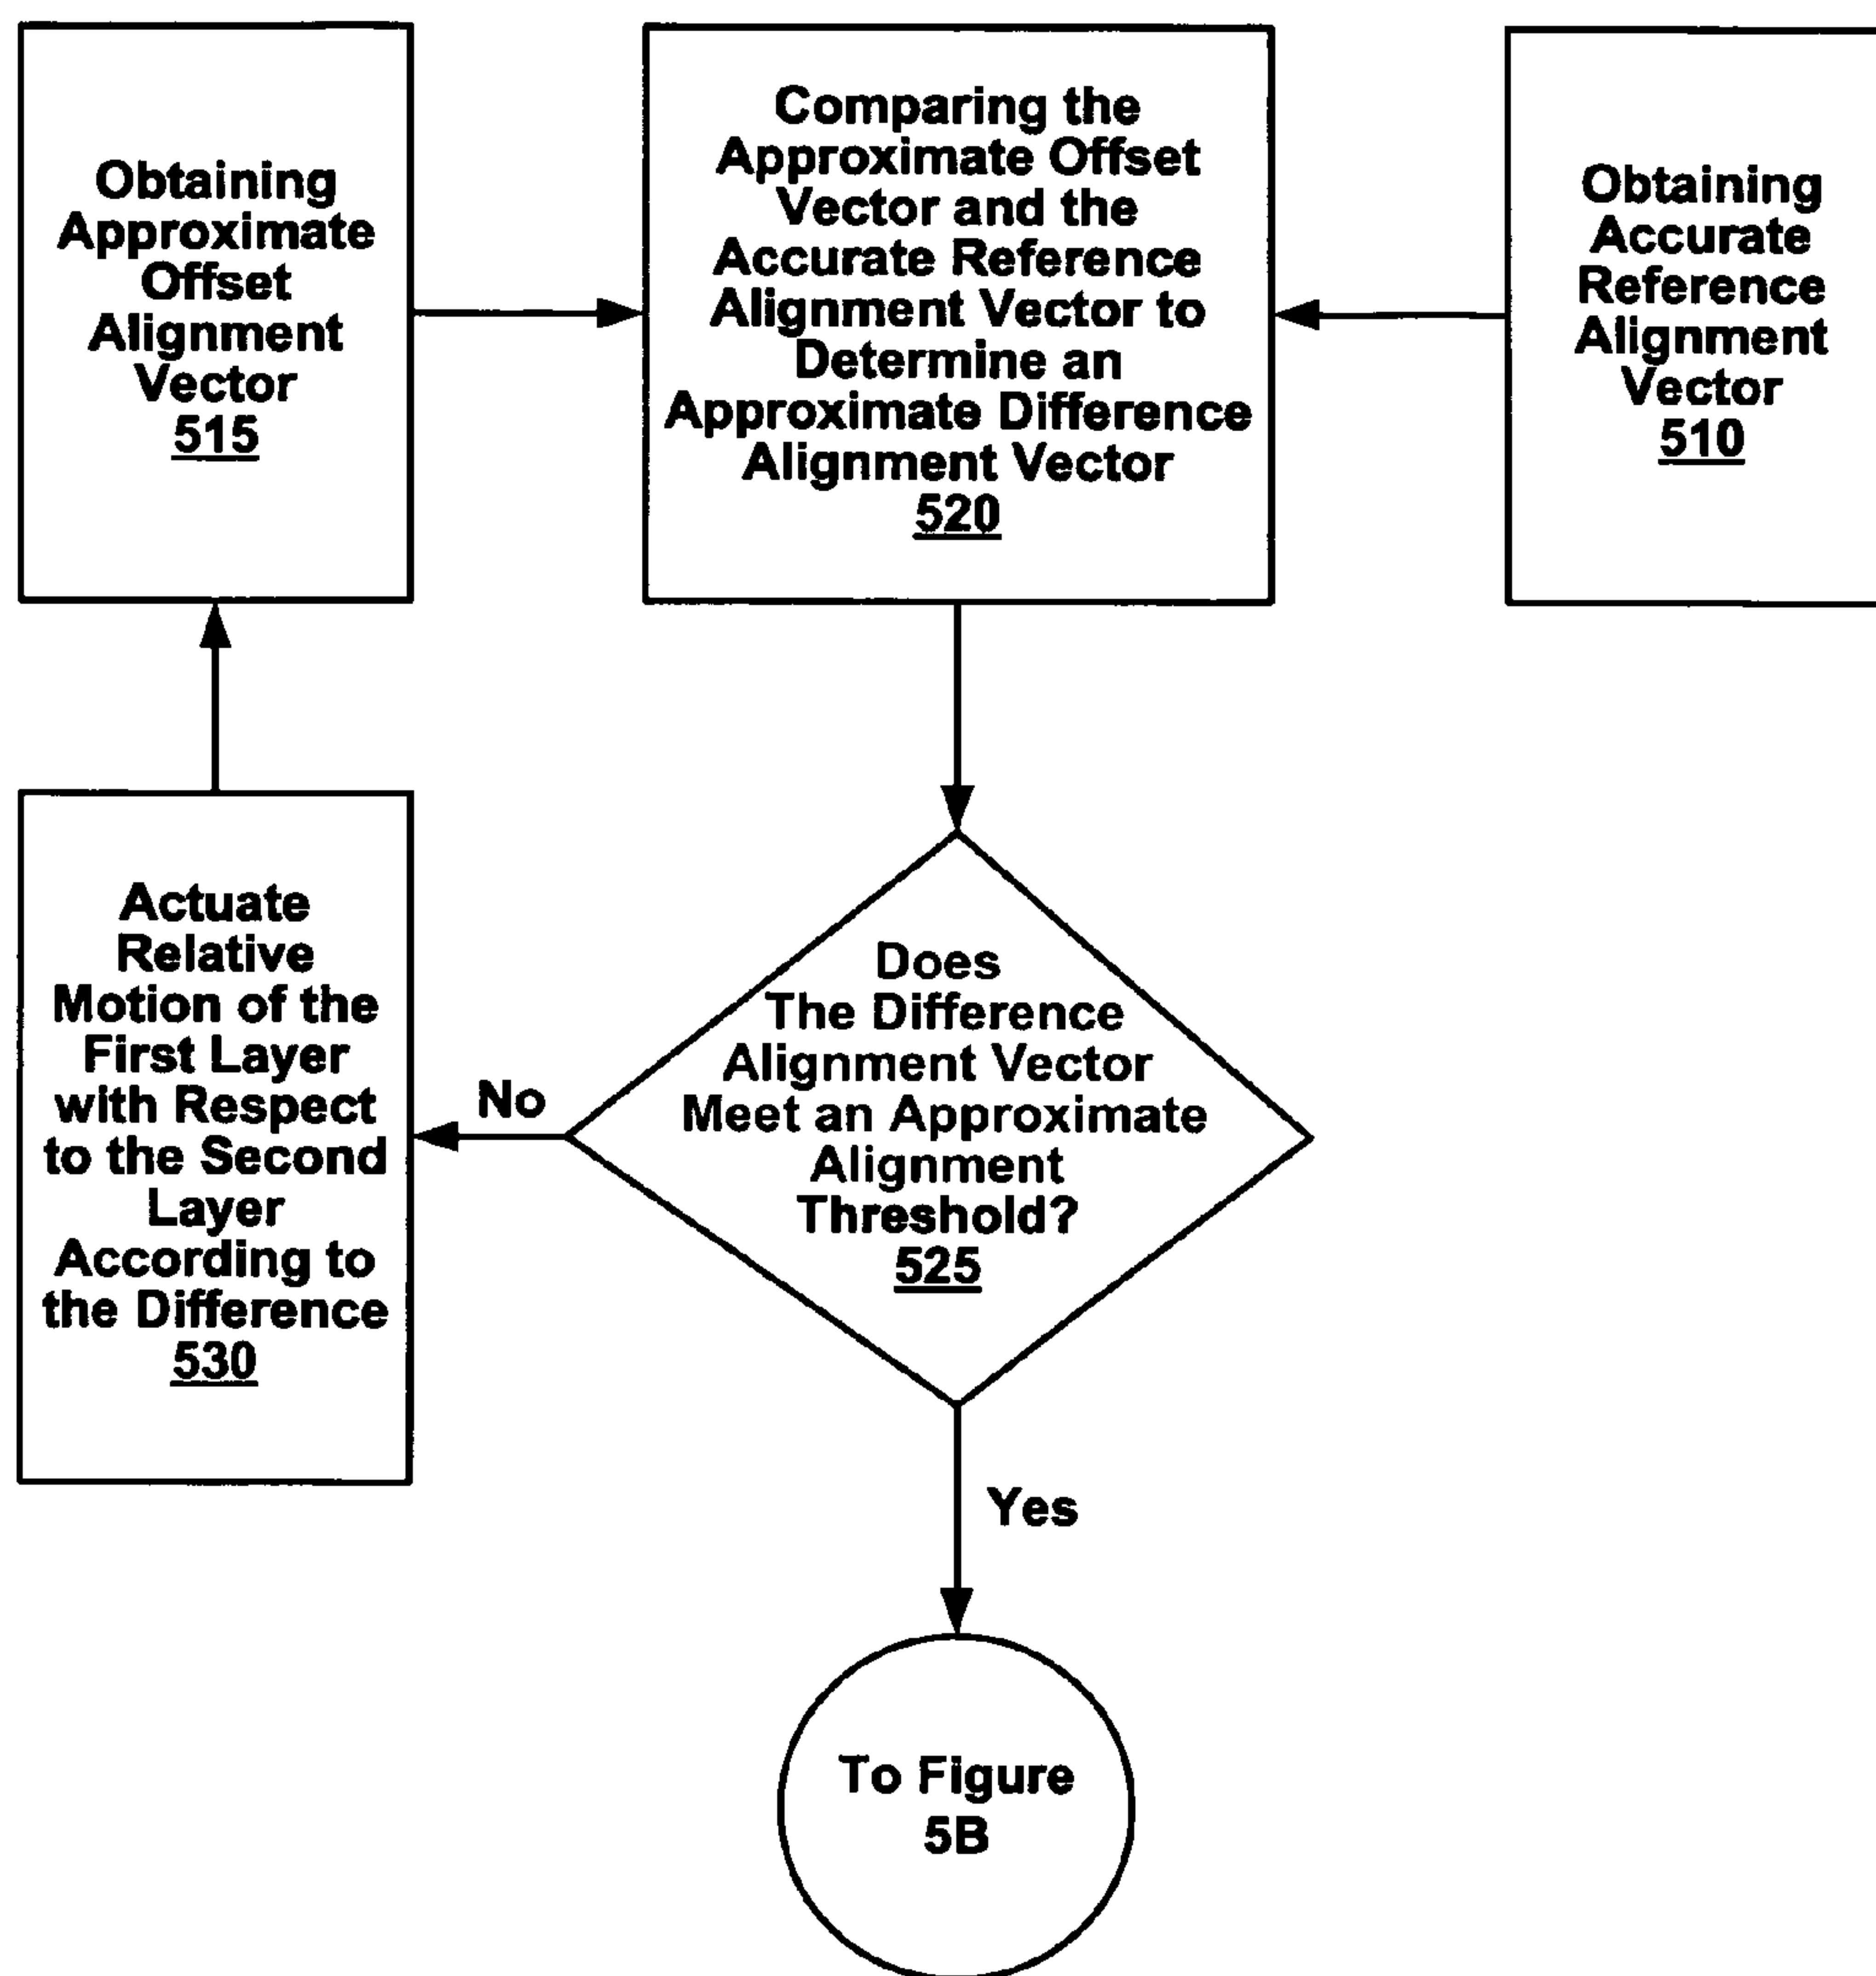 Obtaining
Approximate
Offset
Alignment
Vector
515
Comparing the
Approximate Offset
Vector and the
Accurate Reference
Alignment Vector to
Determine an
Approximate Difference
Alignment Vector
520
Obtaining
Accurate
Reference
Alignment
Vector
510
Actuate
Relative
Motion of the
First Layer
with Respect
to the Second
Layer
According to
the Difference
530
No
Does
The Difference
Alignment Vector
Meet an Approximate
Alignment
Threshold?
525
Yes
To Figure
5B